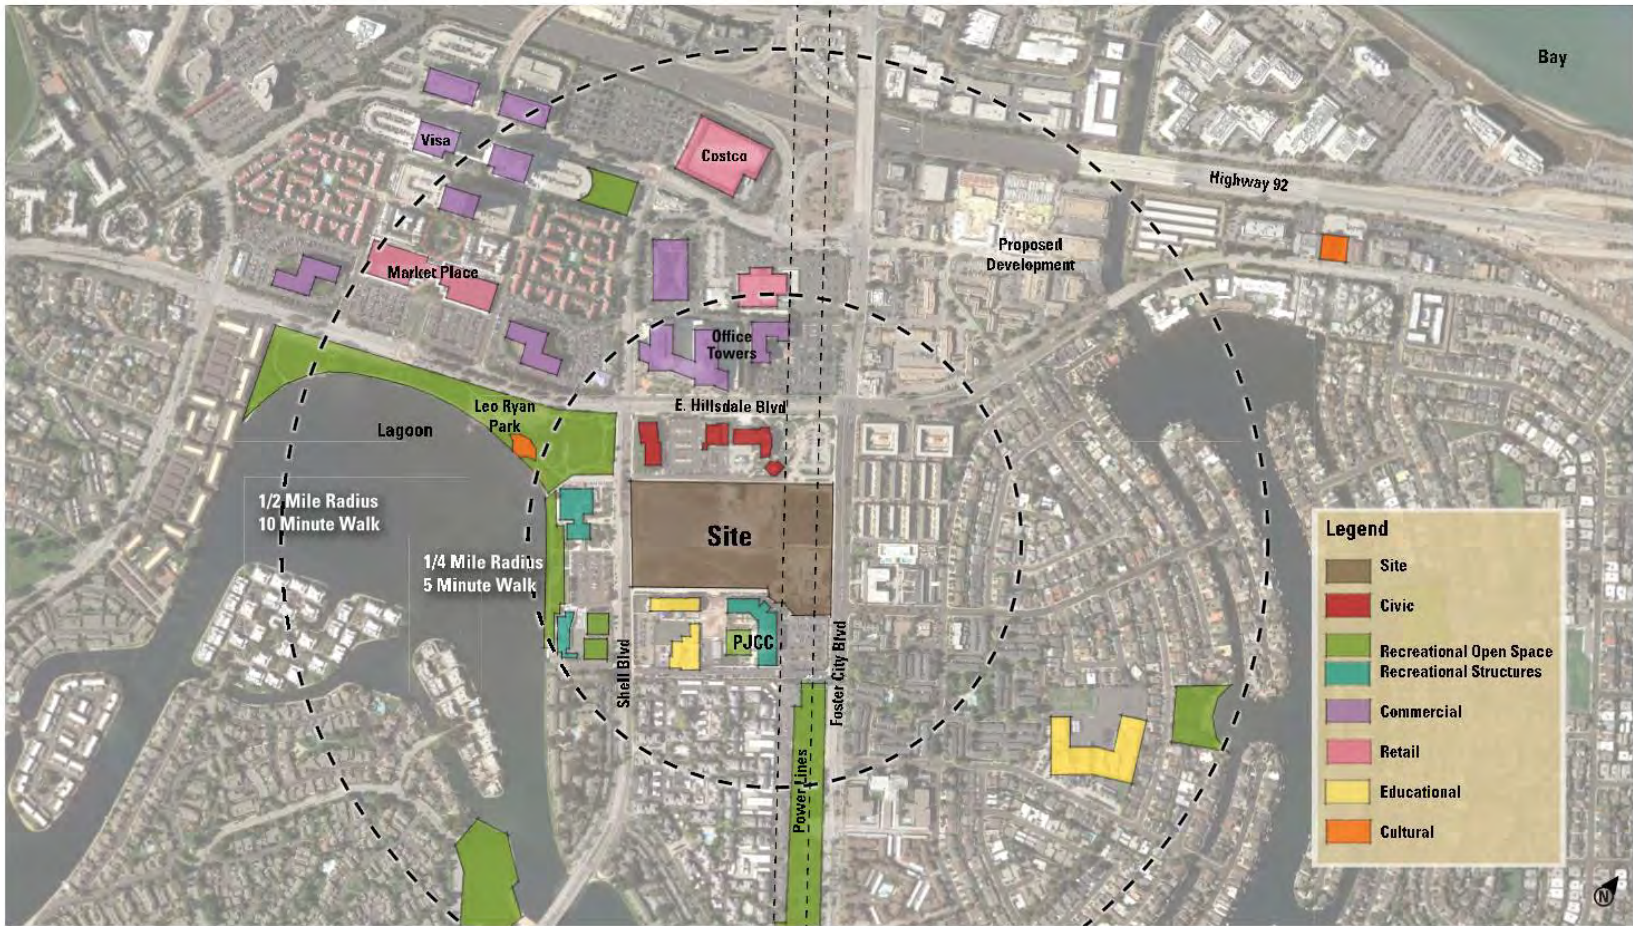 Bay
Visa
Costco
Highway 92
Market Place
Proposed
Development
Office
Towers
E. Hillsdale Blvd
Leo Ryan
Park
Lagoon
1/2 Mile Radius
10 Minute Walk
1/4 Mile Radius
5 Minute Walk
Site
PJCC
Shell Blvd
Foster City Blvd
Power Lines
Legend
Site
Civic
Recreational Open Space
Recreational Structures
Commercial
Retail
Educational
Cultural
N